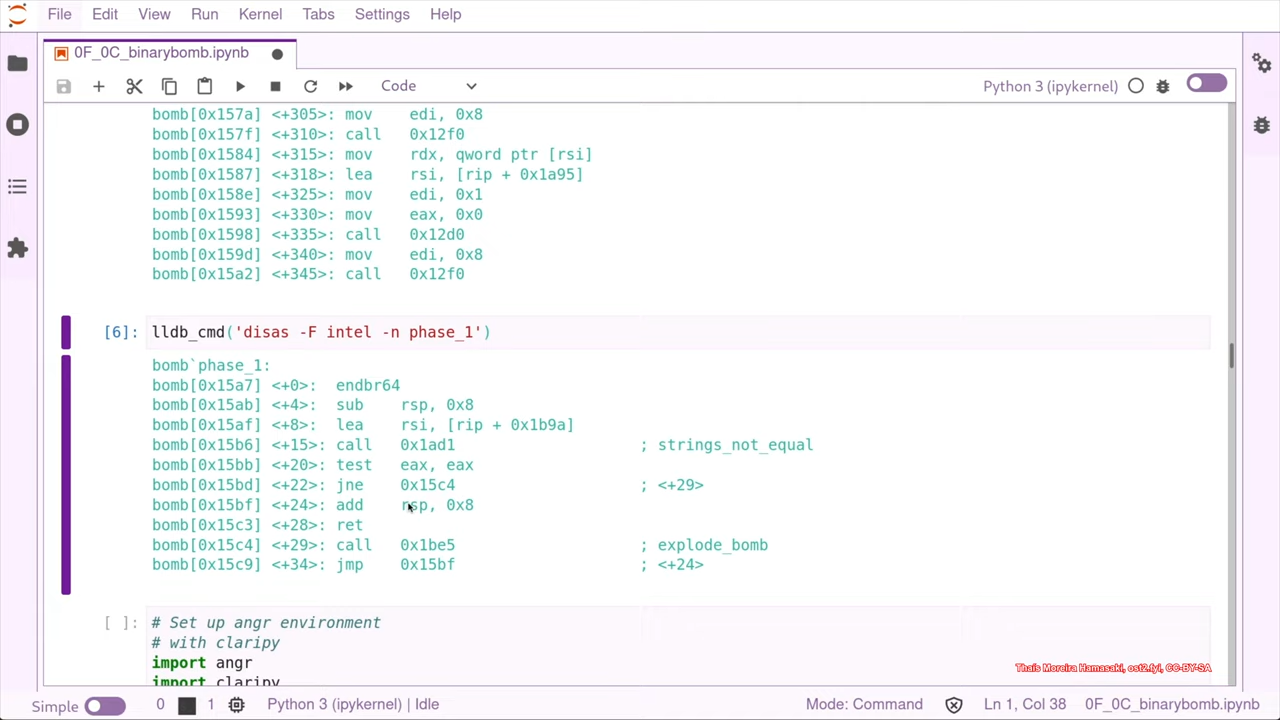 File Edit View Run Kernel Tabs Settings Help
0F_0C_binarybomb.ipynb
Code Python 3 (ipykernel)
bomb[0x157a] <+305>: mov edi, 0x8
bomb[0x157f] <+310>: call 0x12f0
bomb[0x1584] <+315>: mov rdx, qword ptr [rsi]
bomb[0x1587] <+318>: lea rsi, [rip + 0x1a95]
bomb[0x158e] <+325>: mov edi, 0x1
bomb[0x1593] <+330>: mov eax, 0x0
bomb[0x1598] <+335>: call 0x12d0
bomb[0x159d] <+340>: mov edi, 0x8
bomb[0x15a2] <+345>: call 0x12f0
[6]: lldb_cmd('disas -F intel -n phase_1')
bomb`phase_1:
bomb[0x15a7] <+0>: endbr64
bomb[0x15ab] <+4>: sub rsp, 0x8
bomb[0x15af] <+8>: lea rsi, [rip + 0x1b9a]
bomb[0x15b6] <+15>: call 0x1ad1 ; strings_not_equal
bomb[0x15bb] <+20>: test eax, eax
bomb[0x15bd] <+22>: jne 0x15c4 ; <+29>
bomb[0x15bf] <+24>: add rsp, 0x8
bomb[0x15c3] <+28>: ret
bomb[0x15c4] <+29>: call 0x1be5 ; explode_bomb
bomb[0x15c9] <+34>: jmp 0x15bf ; <+24>
[ ]: # Set up angr environment
# with claripy
import angr
import claripy
Thais Moreira Hamasaki, ost2.fyi, CC-BY-SA
Simple 0 1 Python 3 (ipykernel) | Idle Mode: Command Ln 1, Col 38 0F_0C_binarybomb.ipynb